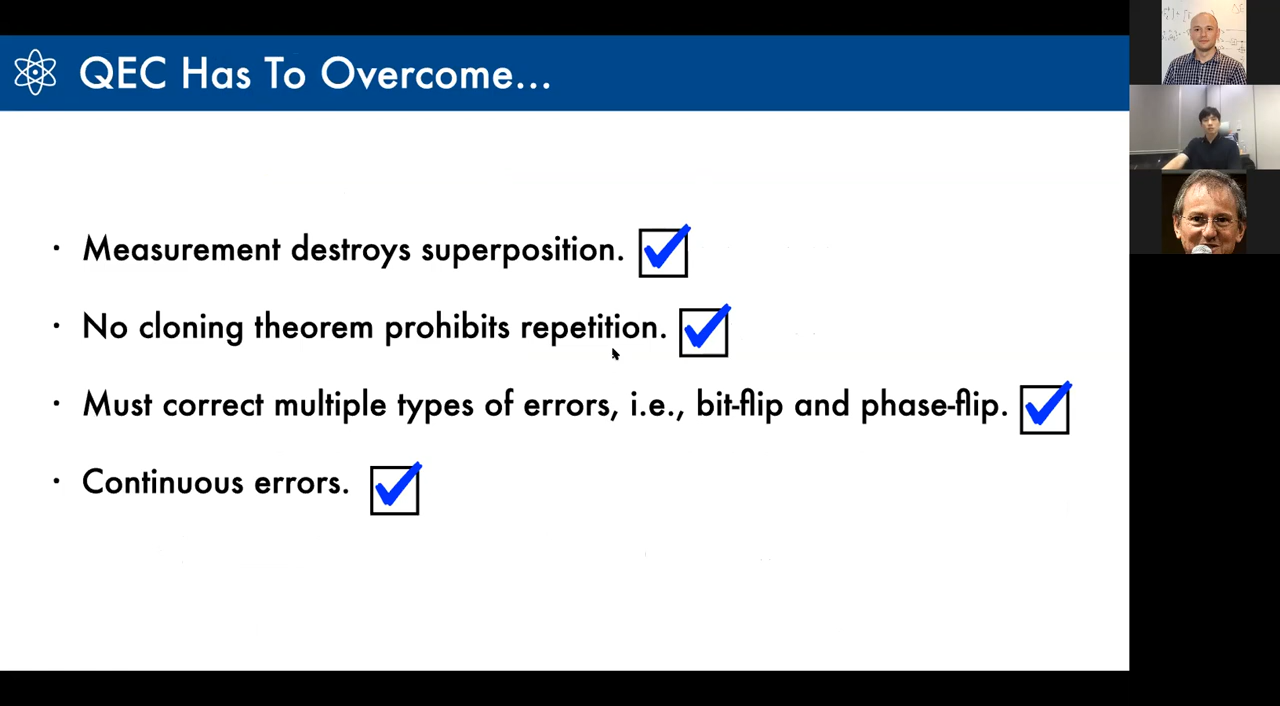 QEC Has To Overcome...
· Measurement destroys superposition.
· No cloning theorem prohibits repetition.
· Must correct multiple types of errors, i.e., bit-flip and phase-flip.
· Continuous errors.